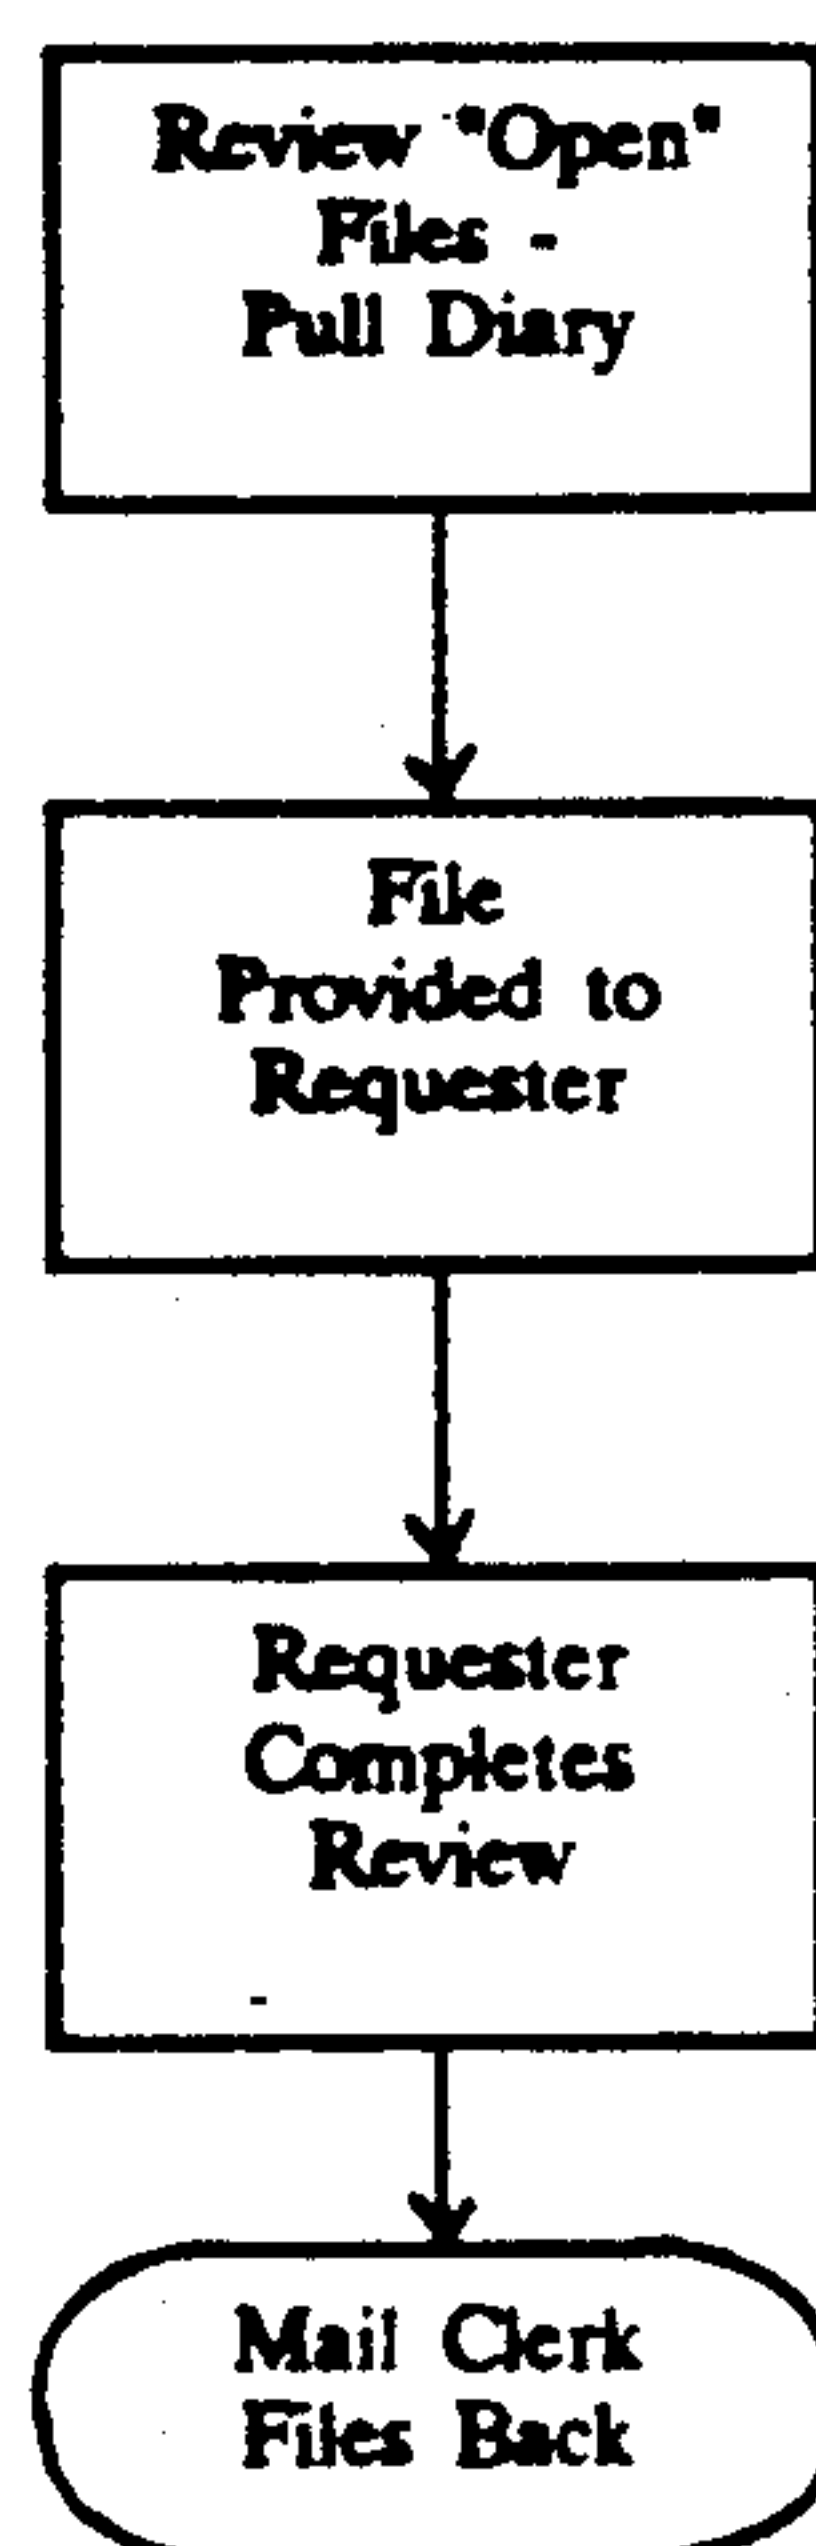 Review "Open"
Files -
Pull Diary
File
Provided to
Requester
Requester
Completes
Review
Mail Clerk
Files Back